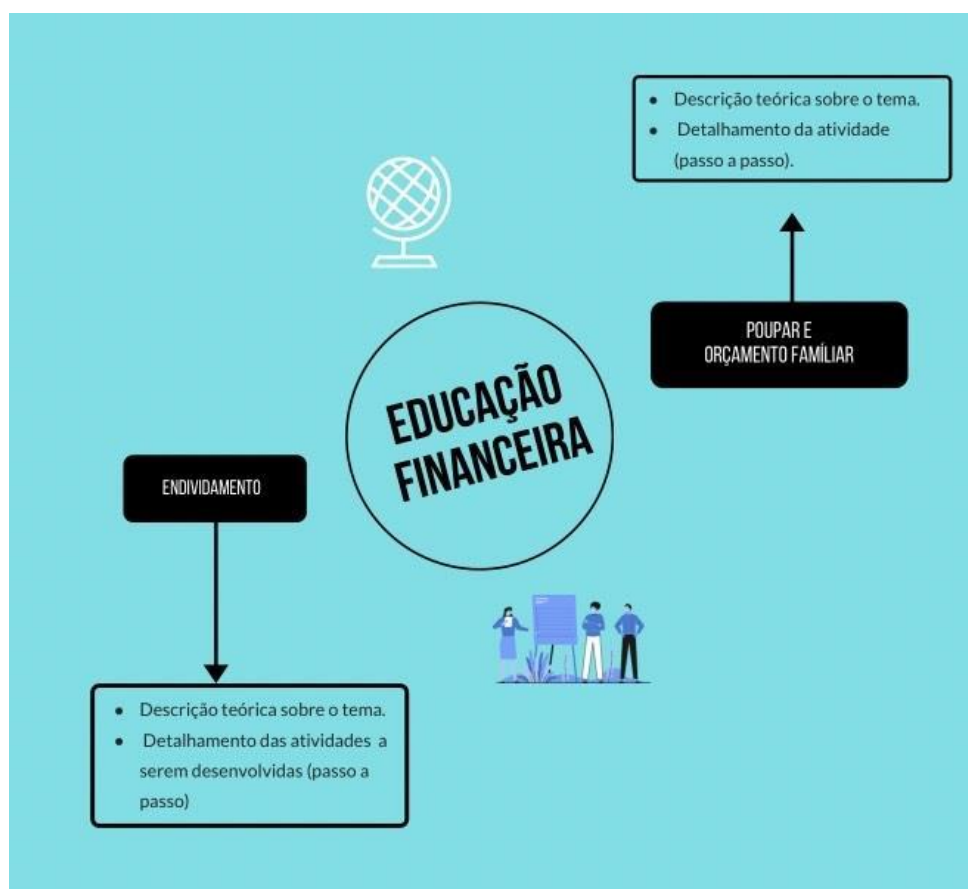 • Descrição teórica sobre o tema.
• Detalhamento da atividade
(passo a passo).
POUPAR E
ORÇAMENTO FAMÍLIAR
EDUCAÇÃO
FINANCEIRA
ENDIVIDAMENTO
• Descrição teórica sobre o tema.
• Detalhamento das atividades a
serem desenvolvidas (passo a
passo)